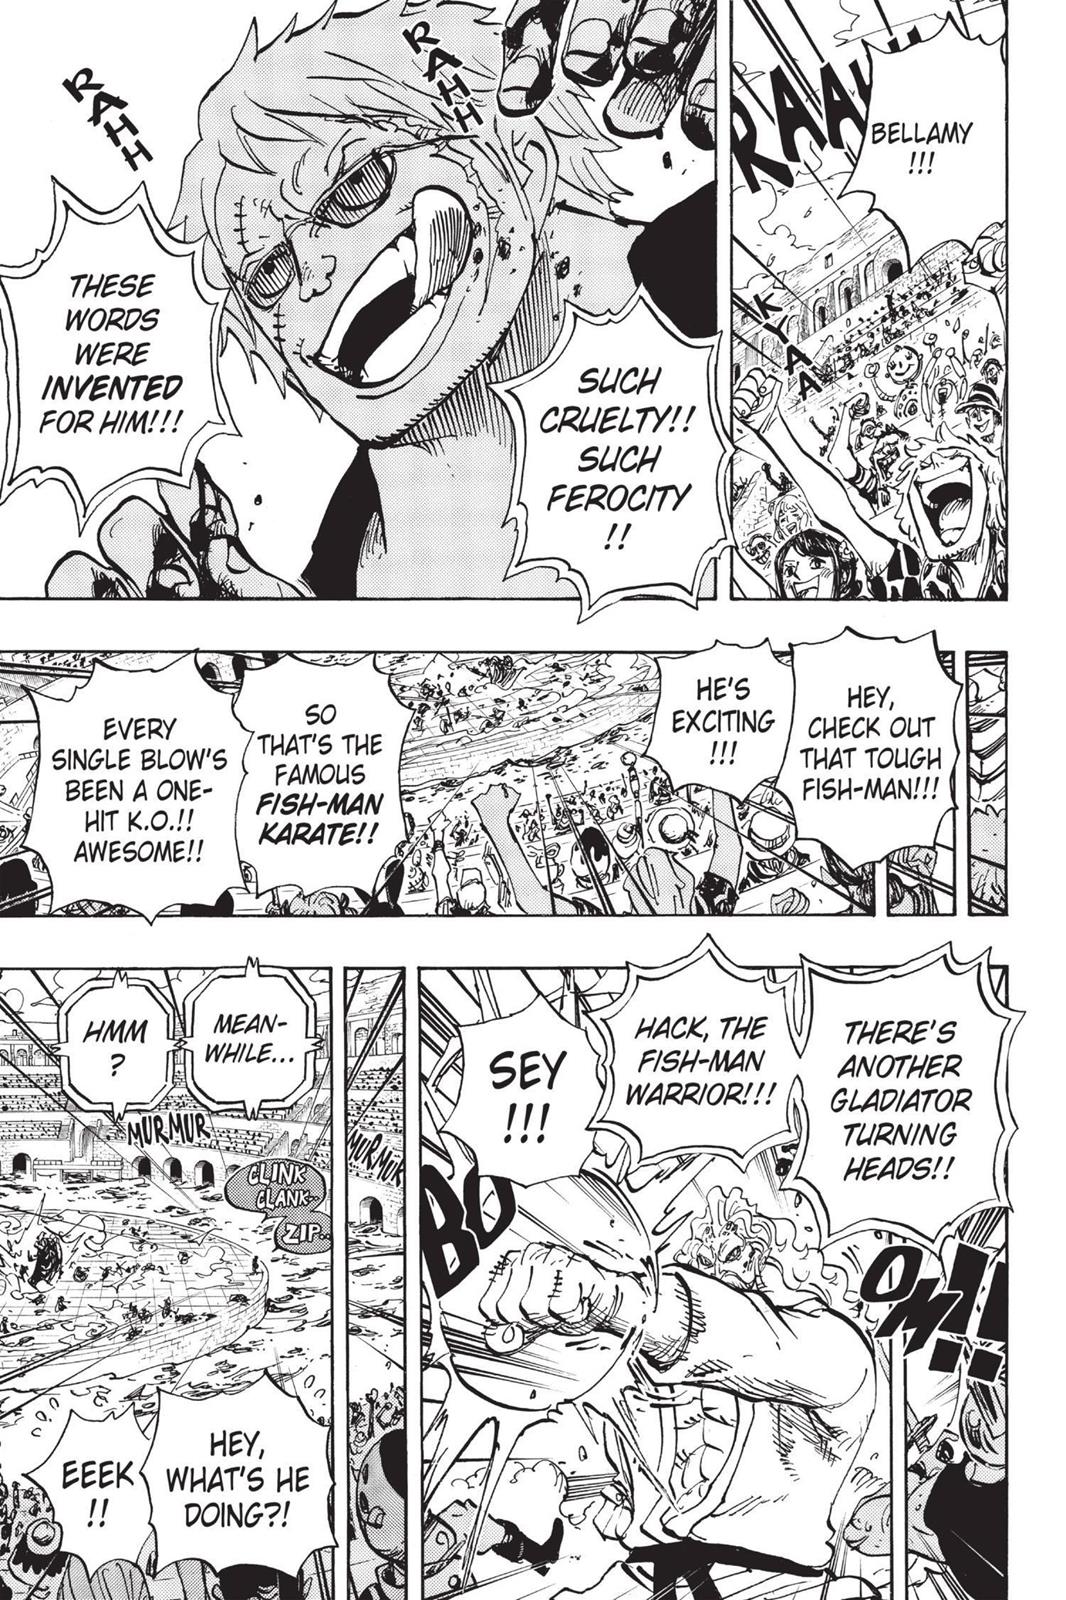 BELLAMY
!!!
RAAH
KYAA
RAHH
RAHH
SUCH
CRUELTY!!
SUCH
FEROCITY
!!
THESE
WORDS
WERE
INVENTED
FOR HIM!!!
HEY,
CHECK OUT
THAT TOUGH
FISH-MAN!!!
HE'S
EXCITING
!!!
SO
THAT'S THE
FAMOUS
FISH-MAN
KARATE!!
EVERY
SINGLE BLOW'S
BEEN A ONE-
HIT K.O.!!
AWESOME!!
THERE'S
ANOTHER
GLADIATOR
TURNING
HEADS!!
HACK, THE
FISH-MAN
WARRIOR!!!
SEY
!!!
BOOM!!
MEAN-
WHILE...
HMM
?
MURMUR
MURMUR
CLINK
CLANK..
ZIP..
HEY,
WHAT'S HE
DOING?!
EEEK
!!